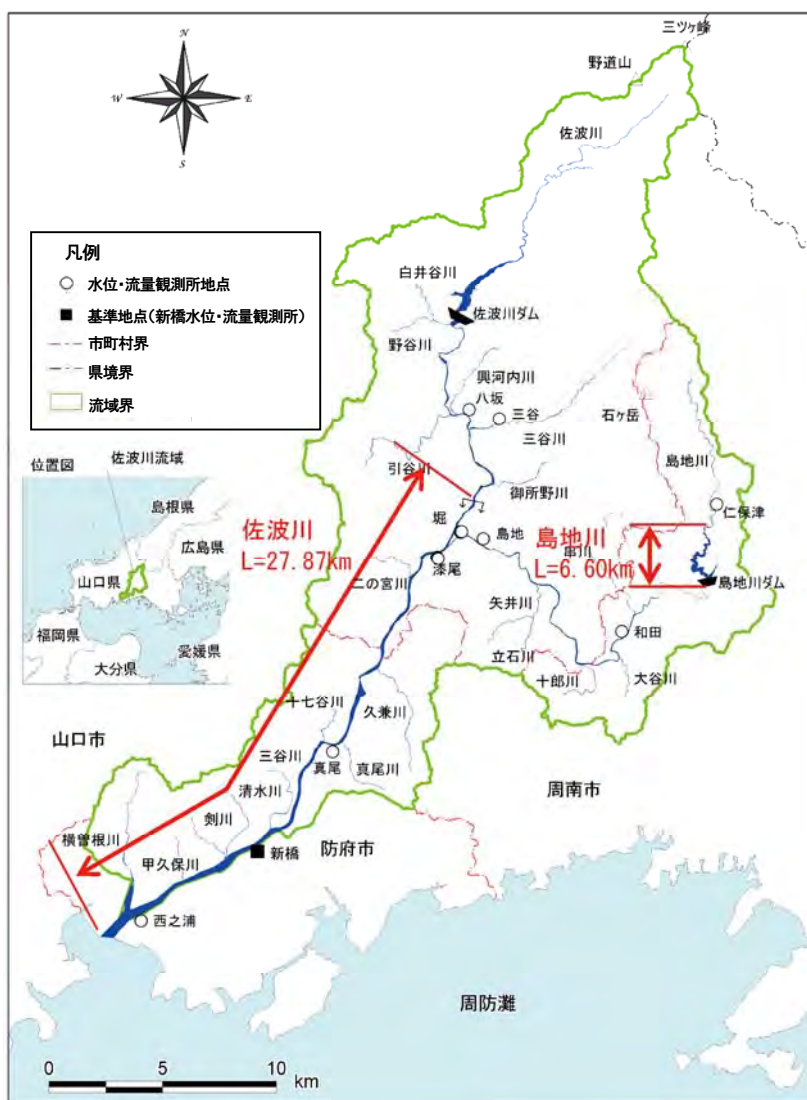 三ツヶ峰
野道山
N
W
E
S
佐波川
凡例
水位・流量観測所地点
基準地点(新橋水位・流量観測所)
市町村界
県境界
流域界
白井谷川
佐波川ダム
野谷川
興河内川
八坂
三谷
三谷川
石ヶ岳
島地川
引谷川
御所野川
仁保津
位置図
佐波川流域
島根県
広島県
山口県
福岡県
愛媛県
大分県
佐波川
L=27.87km
堀
島地
串川
島地川
L=6.60km
島地川ダム
漆尾
二の宮川
矢井川
和田
立石川
十郎川
大谷川
十七谷川
久兼川
山口市
三谷川
真尾
真尾川
清水川
周南市
剣川
横曽根川
防府市
甲久保川
新橋
西之浦
周防灘
0
5
10
km